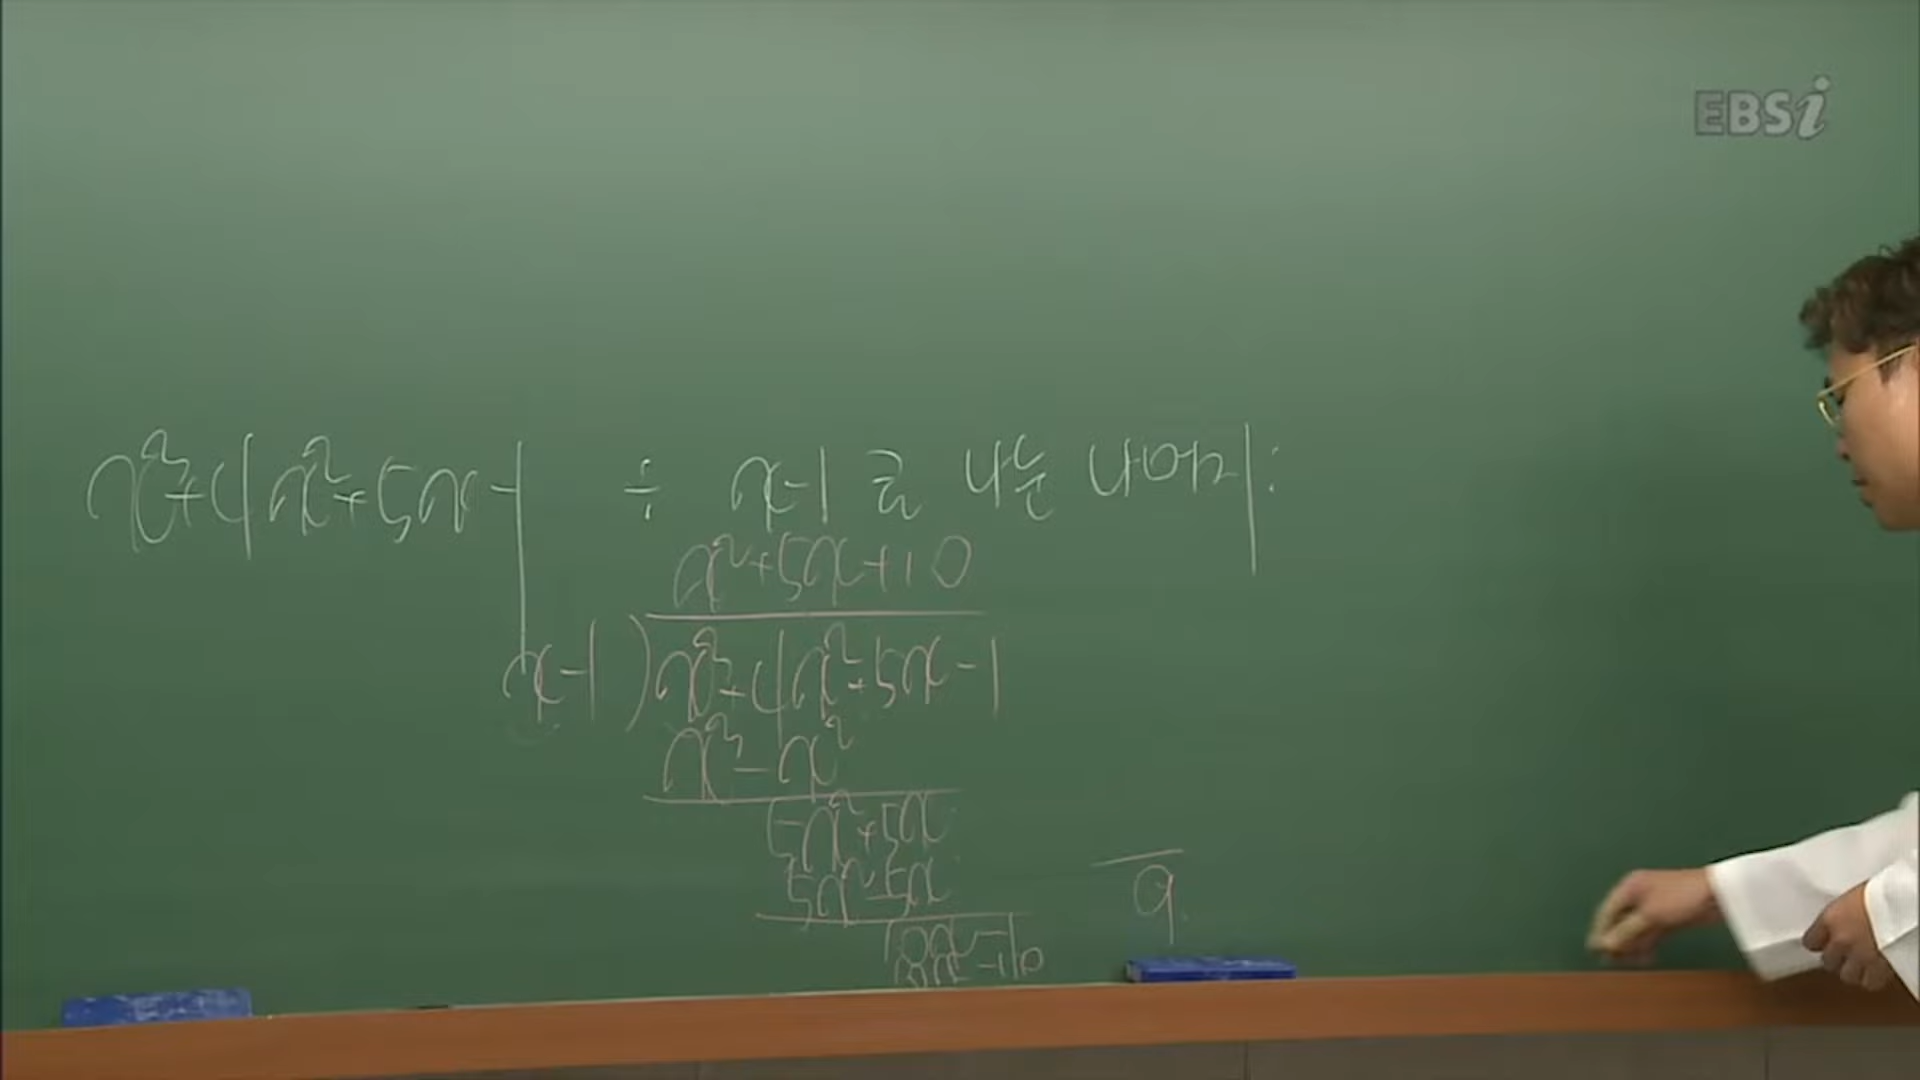 EBSi
x³+4x²+5x-1 ÷ x-1로 나눈 나머지:
x²+5x+10
x-1)x³+4x²+5x-1
x³-x²
5x²+5x
5x²-5x
9
10x-1
10x-10